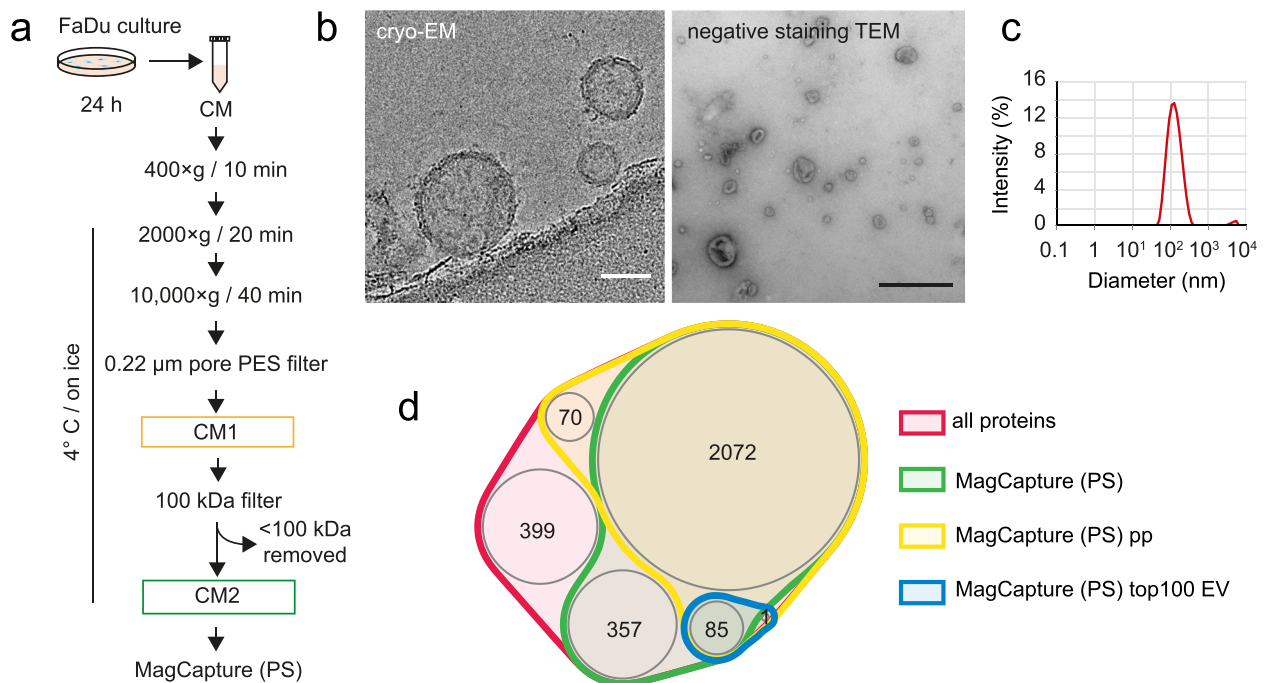 a
FaDu culture
24 h
CM
400×g / 10 min
2000×g / 20 min
10,000×g / 40 min
0.22 µm pore PES filter
CM1
100 kDa filter
<100 kDa
removed
CM2
MagCapture (PS)
4° C / on ice
b
cryo-EM
negative staining TEM
c
Intensity (%)
16
12
8
4
0
0.1 1 10¹ 10² 10³ 10⁴
Diameter (nm)
d
70
2072
399
357
85
1
all proteins
MagCapture (PS)
MagCapture (PS) pp
MagCapture (PS) top100 EV